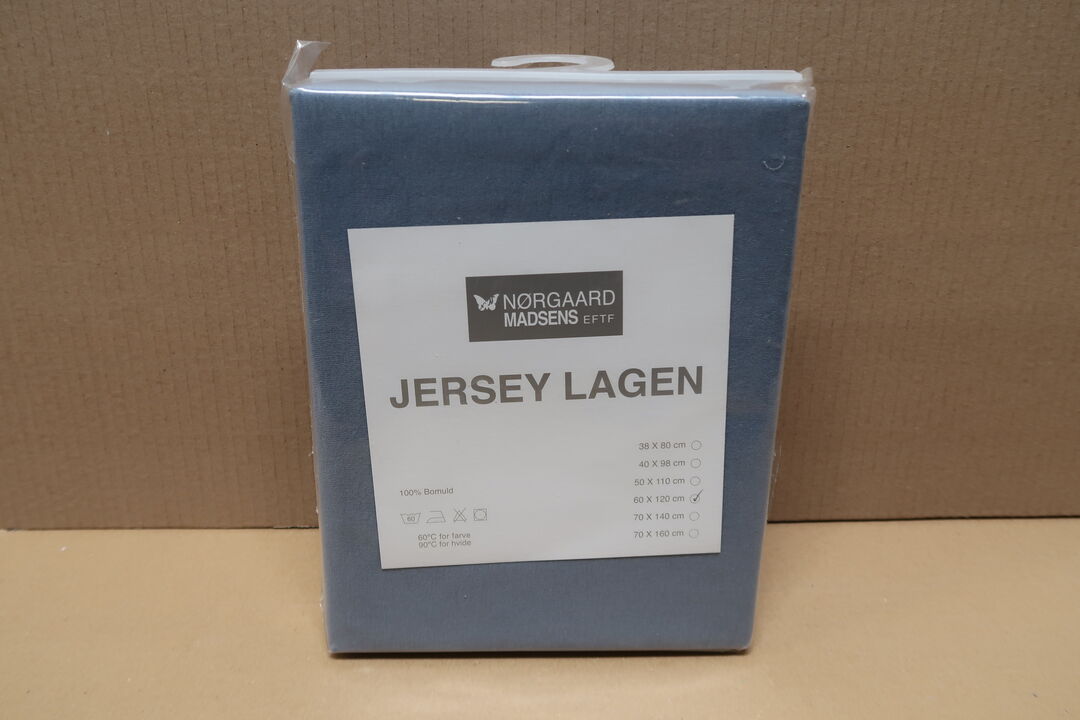 NØRGAARD
MADSENS EFTF
JERSEY LAGEN
38 X 80 cm
40 X 98 cm
50 X 110 cm
60 X 120 cm
70 X 140 cm
70 X 160 cm
100% Bomuld
60
60°C for farve
90°C for hvide